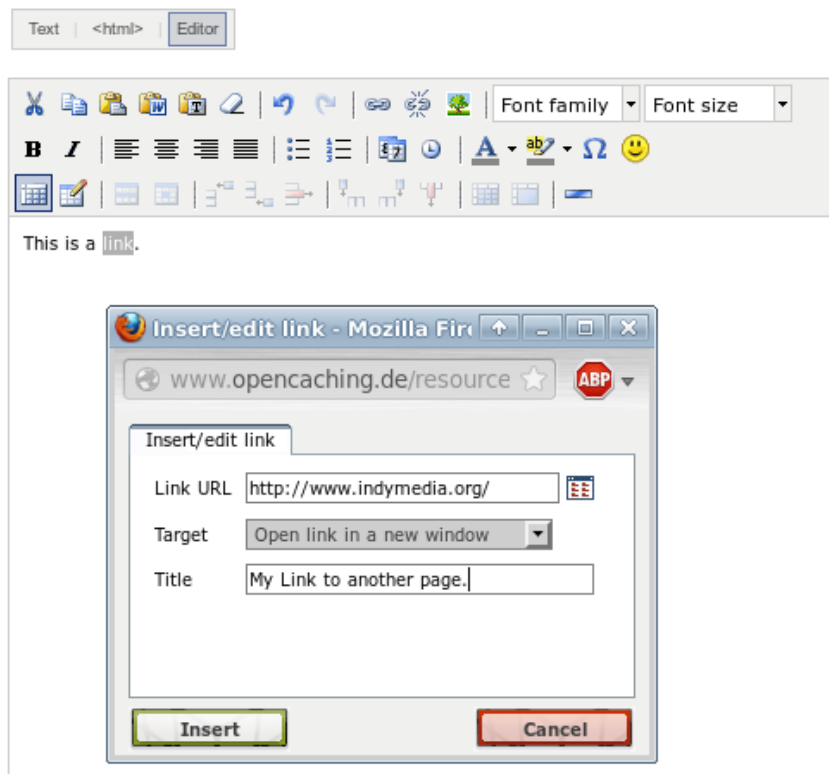 Text | <html> | Editor
Font family Font size
B I A ab Ω
This is a link.
Insert/edit link - Mozilla Fir
www.opencaching.de/resource ABP
Insert/edit link
Link URL http://www.indymedia.org/
Target Open link in a new window
Title My Link to another page.
Insert Cancel